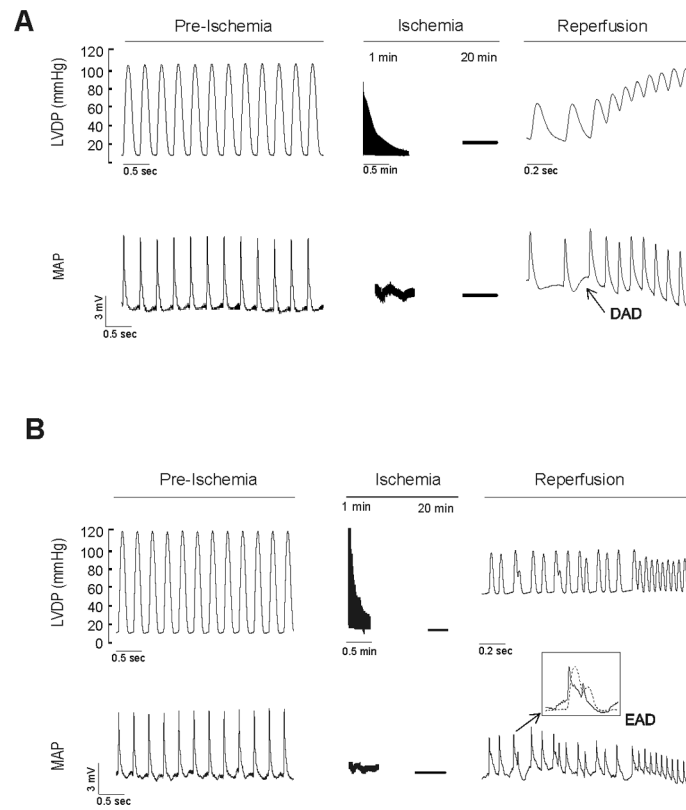 A
Pre-Ischemia
Ischemia
Reperfusion
1 min
20 min
LVDP (mmHg)
120
100
80
60
40
20
0.5 sec
0.5 min
0.2 sec
MAP
3 mV
0.5 sec
DAD
B
Pre-Ischemia
Ischemia
Reperfusion
1 min
20 min
LVDP (mmHg)
120
100
80
60
40
20
0
0.5 sec
0.5 min
0.2 sec
EAD
MAP
3 mV
0.5 sec